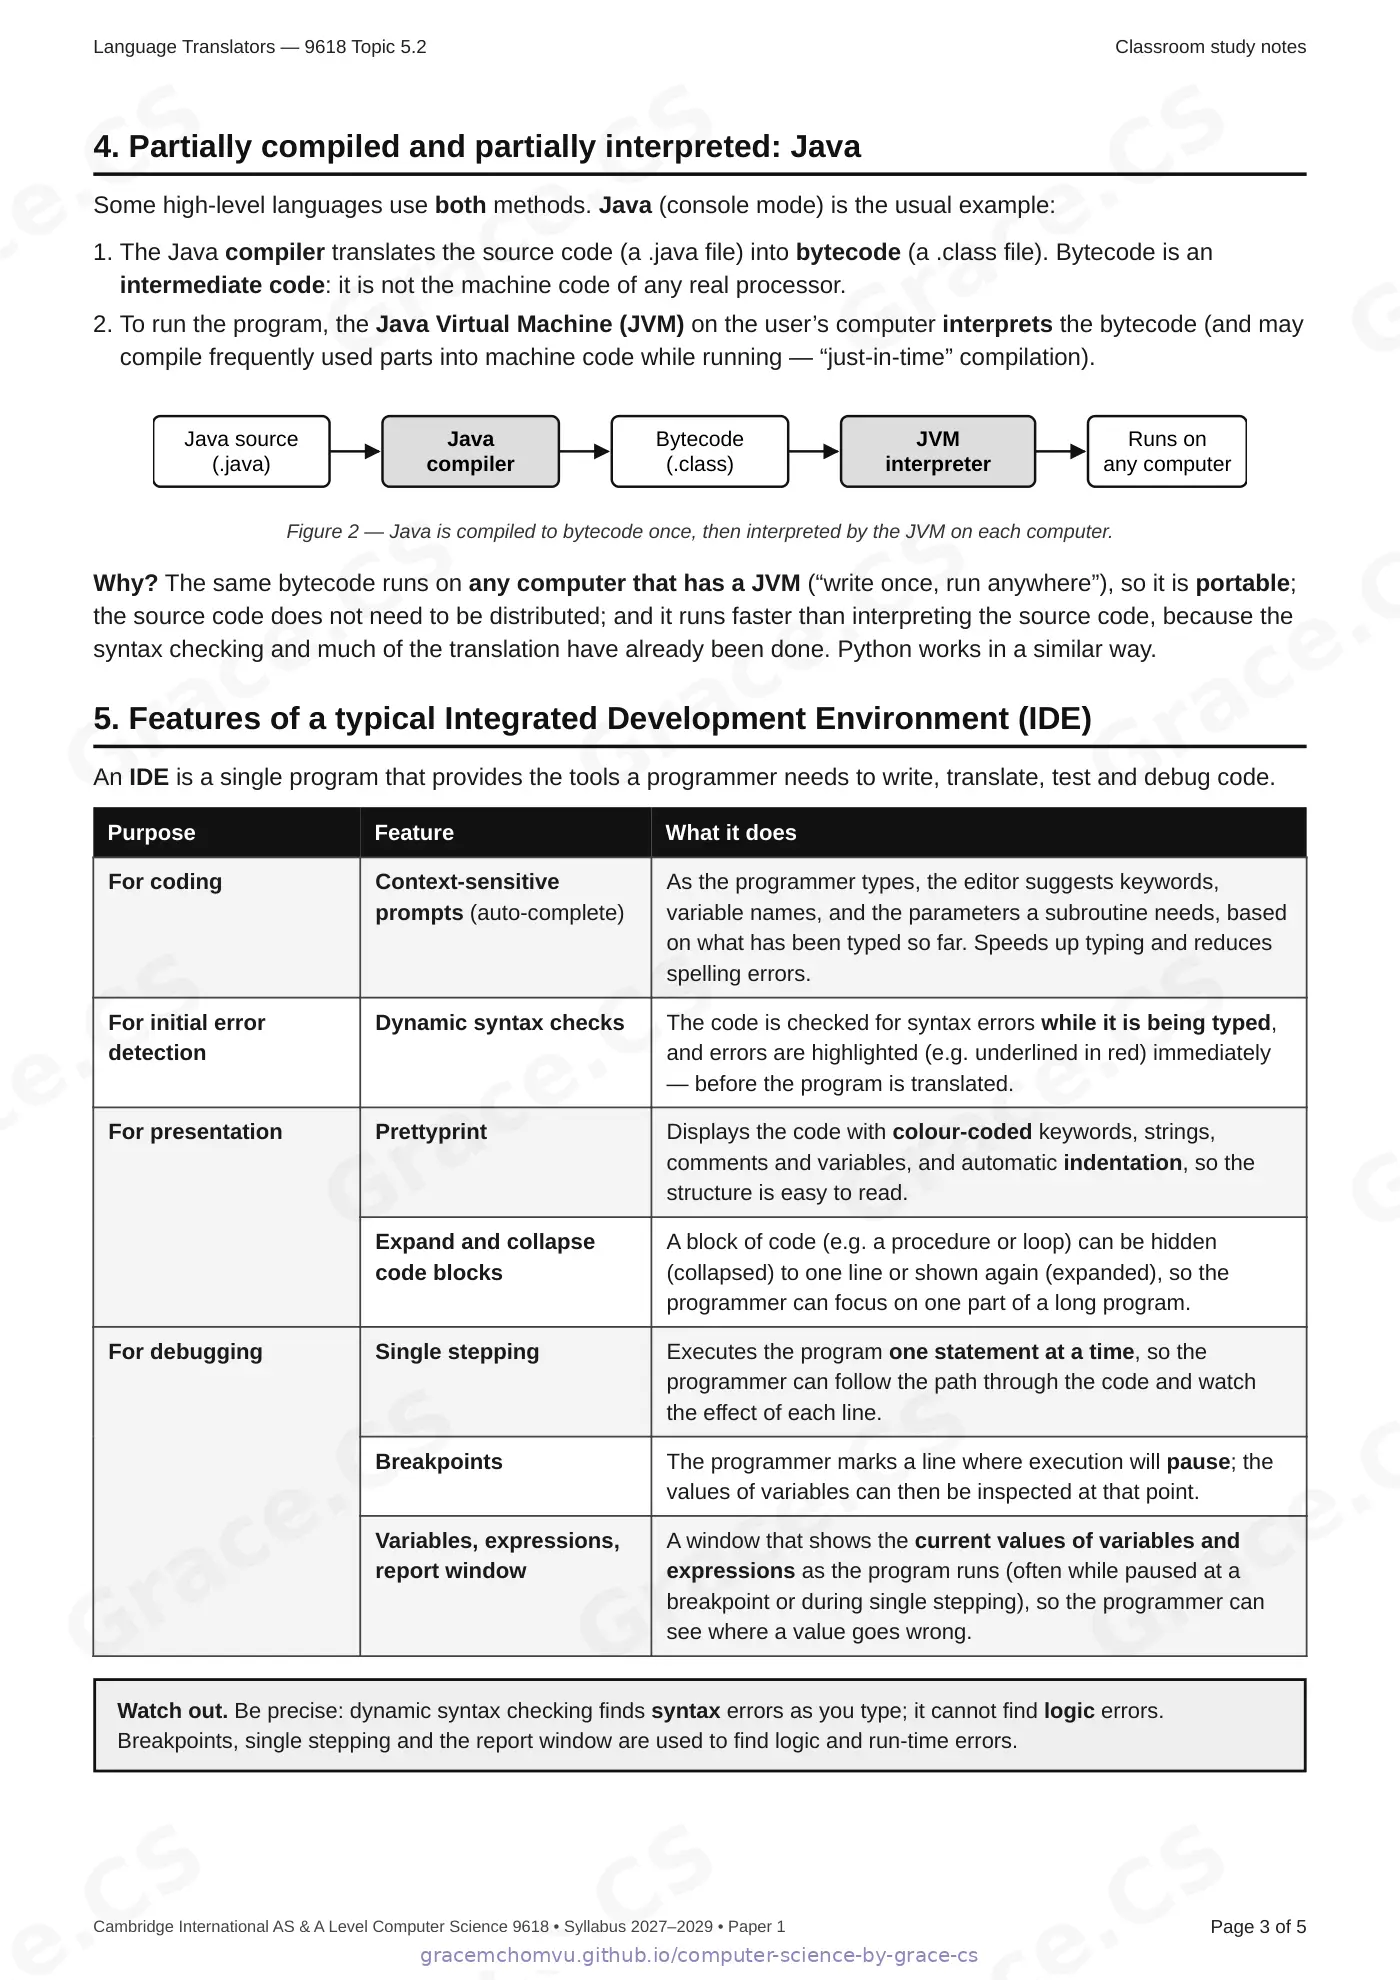 Language Translators — 9618 Topic 5.2
Classroom study notes
4. Partially compiled and partially interpreted: Java
Some high-level languages use both methods. Java (console mode) is the usual example:
1. The Java compiler translates the source code (a .java file) into bytecode (a .class file). Bytecode is an
intermediate code: it is not the machine code of any real processor.
2. To run the program, the Java Virtual Machine (JVM) on the user’s computer interprets the bytecode (and may
compile frequently used parts into machine code while running — “just-in-time” compilation).
Java source
(.java)
Java
compiler
Bytecode
(.class)
JVM
interpreter
Runs on
any computer
Figure 2 — Java is compiled to bytecode once, then interpreted by the JVM on each computer.
Why? The same bytecode runs on any computer that has a JVM (“write once, run anywhere”), so it is portable;
the source code does not need to be distributed; and it runs faster than interpreting the source code, because the
syntax checking and much of the translation have already been done. Python works in a similar way.
5. Features of a typical Integrated Development Environment (IDE)
An IDE is a single program that provides the tools a programmer needs to write, translate, test and debug code.
Purpose
Feature
What it does
For coding
Context-sensitive
prompts (auto-complete)
As the programmer types, the editor suggests keywords,
variable names, and the parameters a subroutine needs, based
on what has been typed so far. Speeds up typing and reduces
spelling errors.
For initial error
detection
Dynamic syntax checks
The code is checked for syntax errors while it is being typed,
and errors are highlighted (e.g. underlined in red) immediately
— before the program is translated.
For presentation
Prettyprint
Displays the code with colour-coded keywords, strings,
comments and variables, and automatic indentation, so the
structure is easy to read.
Expand and collapse
code blocks
A block of code (e.g. a procedure or loop) can be hidden
(collapsed) to one line or shown again (expanded), so the
programmer can focus on one part of a long program.
For debugging
Single stepping
Executes the program one statement at a time, so the
programmer can follow the path through the code and watch
the effect of each line.
Breakpoints
The programmer marks a line where execution will pause; the
values of variables can then be inspected at that point.
Variables, expressions,
report window
A window that shows the current values of variables and
expressions as the program runs (often while paused at a
breakpoint or during single stepping), so the programmer can
see where a value goes wrong.
Watch out. Be precise: dynamic syntax checking finds syntax errors as you type; it cannot find logic errors.
Breakpoints, single stepping and the report window are used to find logic and run-time errors.
Cambridge International AS & A Level Computer Science 9618 • Syllabus 2027–2029 • Paper 1
Page 3 of 5
gracemchomvu.github.io/computer-science-by-grace-cs
Grace.CS